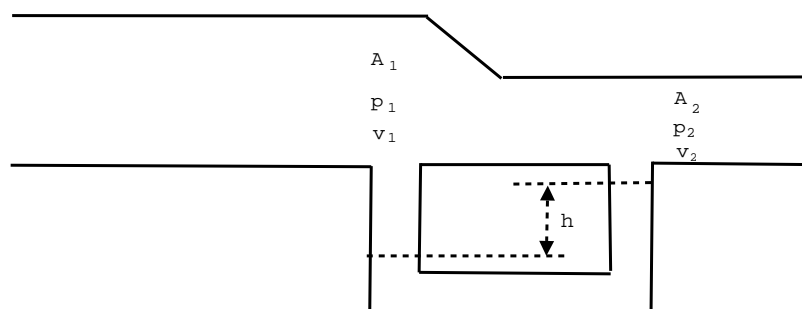 A₁
p₁
v₁
A₂
p₂
v₂
h